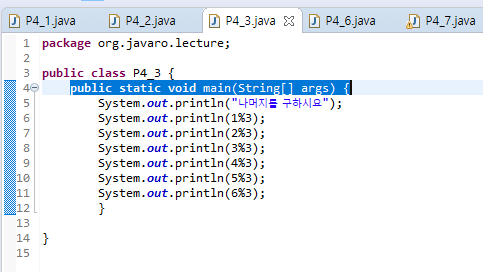 P4_1.java P4_2.java P4_3.java P4_6.java P4_7.java
1 package org.javaro.lecture;
2
3 public class P4_3 {
4 public static void main(String[] args) {
5 System.out.println("나머지를 구하시요");
6 System.out.println(1%3);
7 System.out.println(2%3);
8 System.out.println(3%3);
9 System.out.println(4%3);
10 System.out.println(5%3);
11 System.out.println(6%3);
12 }
13
14 }
15